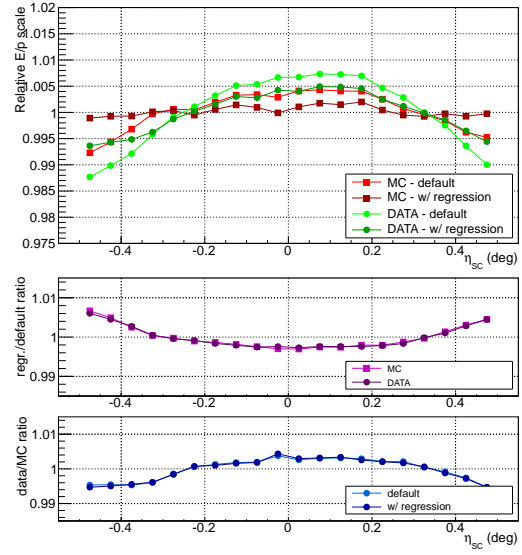 Relative E/p scale
1.02
1.015
1.01
1.005
1
0.995
0.99
0.985
0.98
0.975
MC - default
MC - w/ regression
DATA - default
DATA - w/ regression
-0.4 -0.2 0 0.2 0.4
ηSC (deg)
regr./default ratio
1.01
1
0.99
MC
DATA
-0.4 -0.2 0 0.2 0.4
data/MC ratio
1.01
1
0.99
default
w/ regression
-0.4 -0.2 0 0.2 0.4
ηSC (deg)